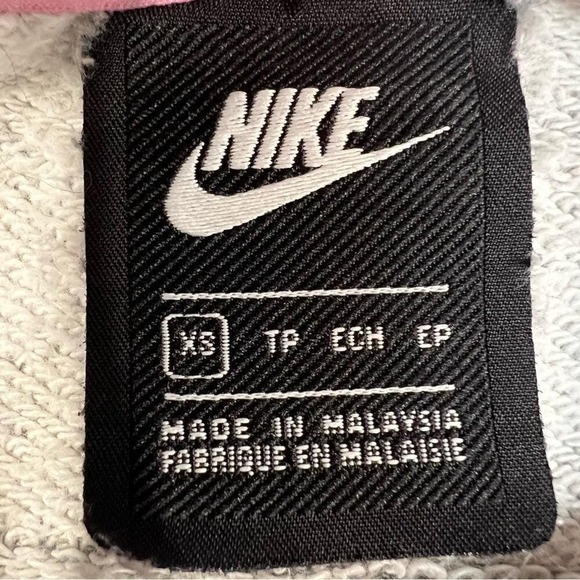 NIKE
XS TP ECH EP
MADE IN MALAYSIA
FABRIQUE EN MALAISIE